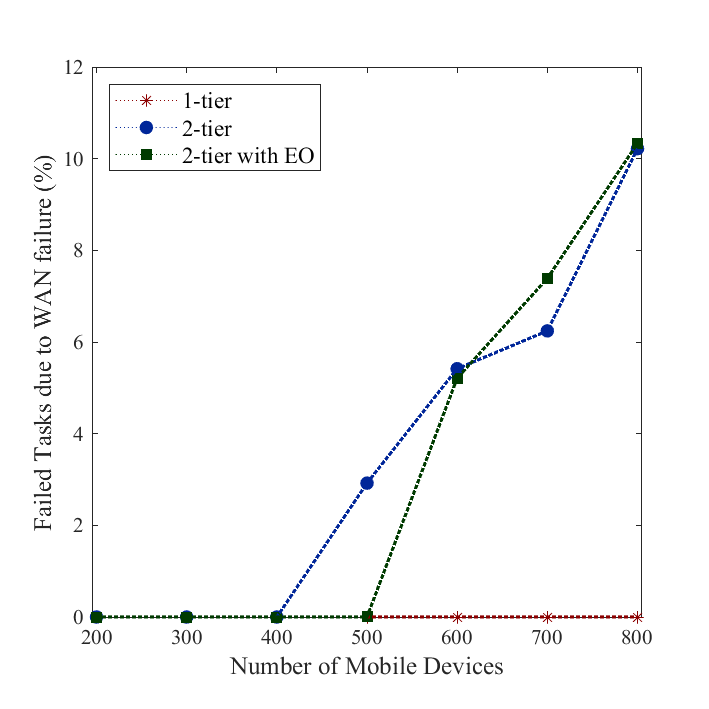 12
10
8
6
4
2
0
Failed Tasks due to WAN failure (%)
1-tier
2-tier
2-tier with EO
200 300 400 500 600 700 800
Number of Mobile Devices